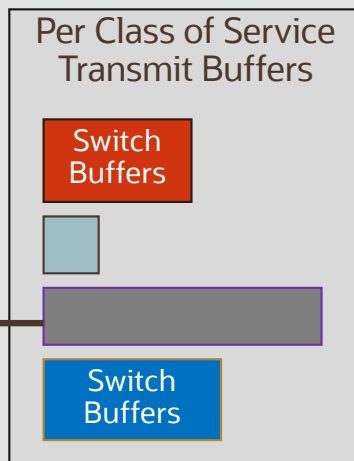 Per Class of Service
Transmit Buffers
Switch
Buffers
Switch
Buffers